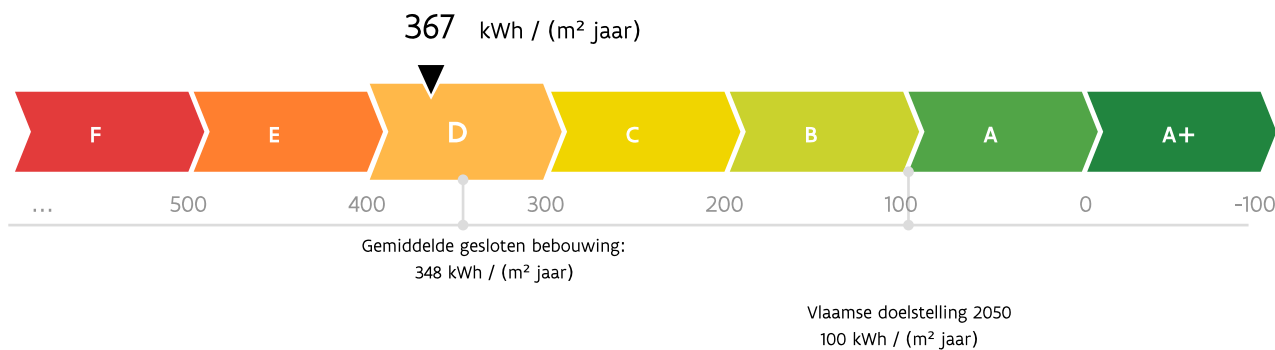 367 kWh / (m² jaar)
F E D C B A A+
... 500 400 300 200 100 0 -100
Gemiddelde gesloten bebouwing:
348 kWh / (m² jaar)
Vlaamse doelstelling 2050
100 kWh / (m² jaar)